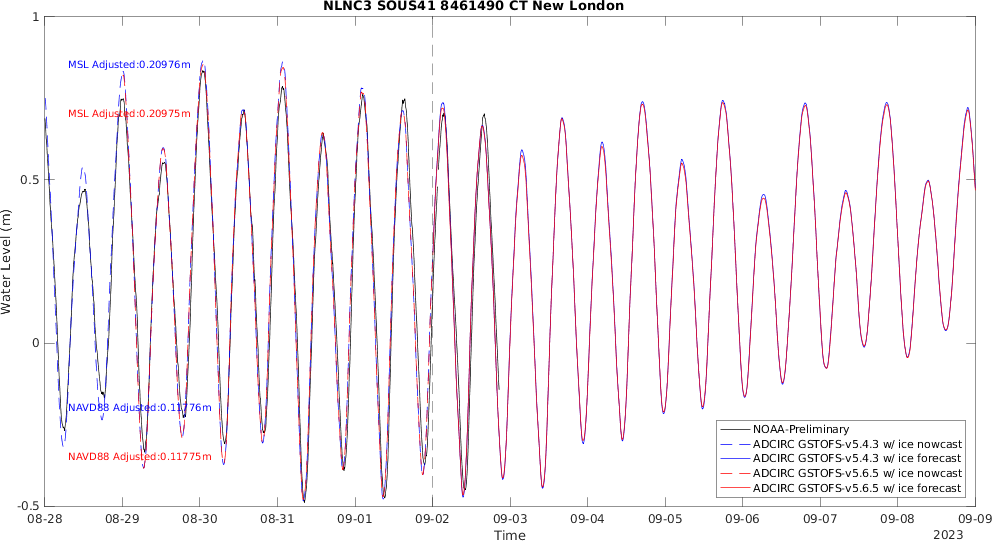 NLNC3 SOUS41 8461490 CT New London
1
0.5
0
-0.5
Water Level (m)
MSL Adjusted:0.20976m
MSL Adjusted:0.20975m
NAVD88 Adjusted:0.11776m
NAVD88 Adjusted:0.11775m
NOAA-Preliminary
ADCIRC GSTOFS-v5.4.3 w/ ice nowcast
ADCIRC GSTOFS-v5.4.3 w/ ice forecast
ADCIRC GSTOFS-v5.6.5 w/ ice nowcast
ADCIRC GSTOFS-v5.6.5 w/ ice forecast
08-28 08-29 08-30 08-31 09-01 09-02 09-03 09-04 09-05 09-06 09-07 09-08 09-09
Time
2023